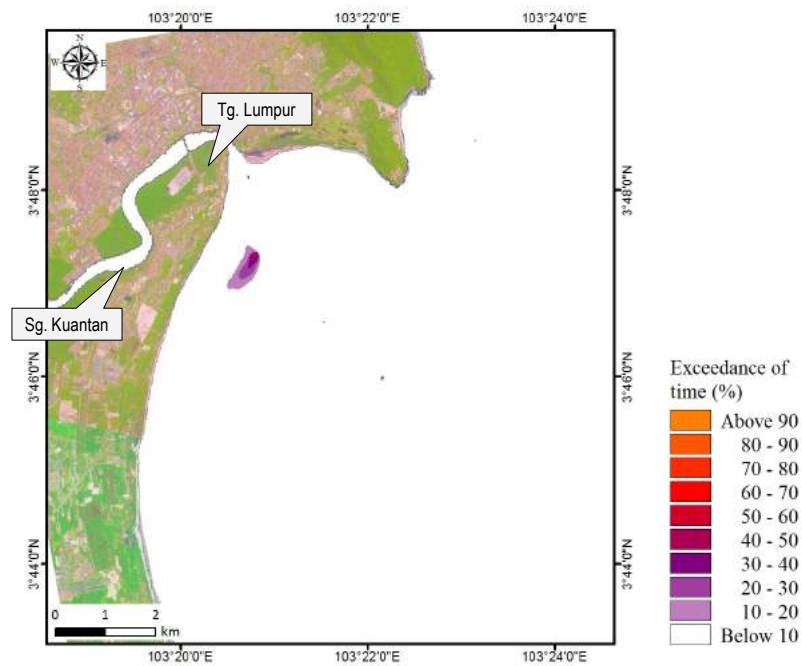 103°20'0"E 103°22'0"E 103°24'0"E
N
W E
S
Tg. Lumpur
3°48'0"N 3°48'0"N
Sg. Kuantan
3°46'0"N 3°46'0"N
Exceedance of
time (%)
Above 90
80 - 90
70 - 80
60 - 70
50 - 60
40 - 50
30 - 40
20 - 30
10 - 20
Below 10
3°44'0"N 3°44'0"N
0 1 2
km
103°20'0"E 103°22'0"E 103°24'0"E